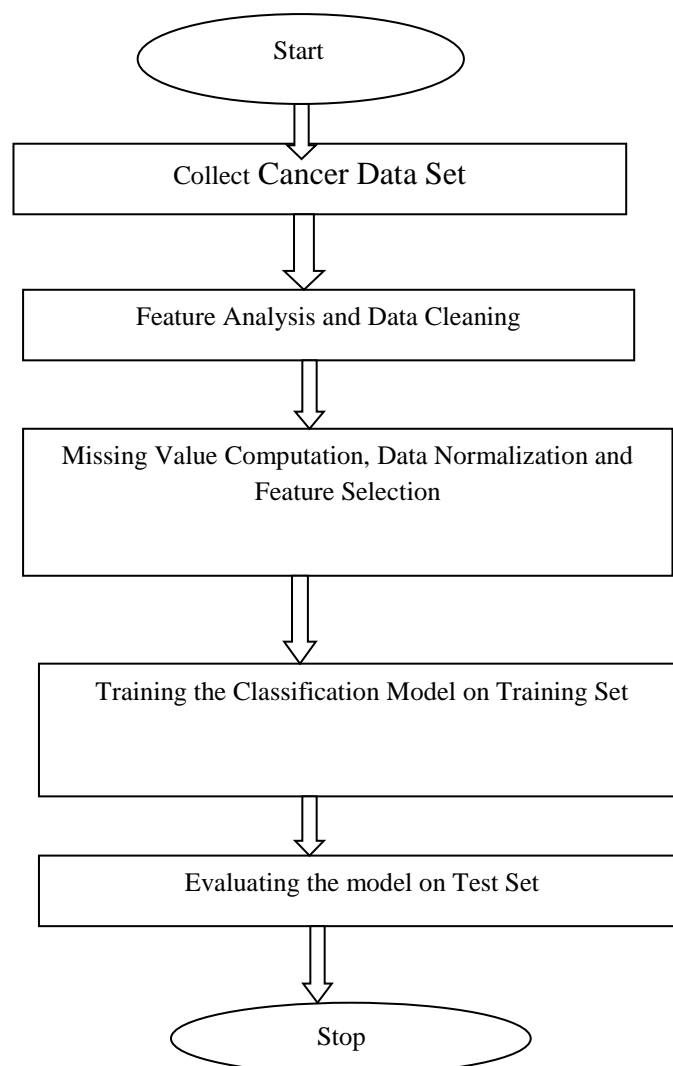 Start
Collect Cancer Data Set
Feature Analysis and Data Cleaning
Missing Value Computation, Data Normalization and
Feature Selection
Training the Classification Model on Training Set
Evaluating the model on Test Set
Stop